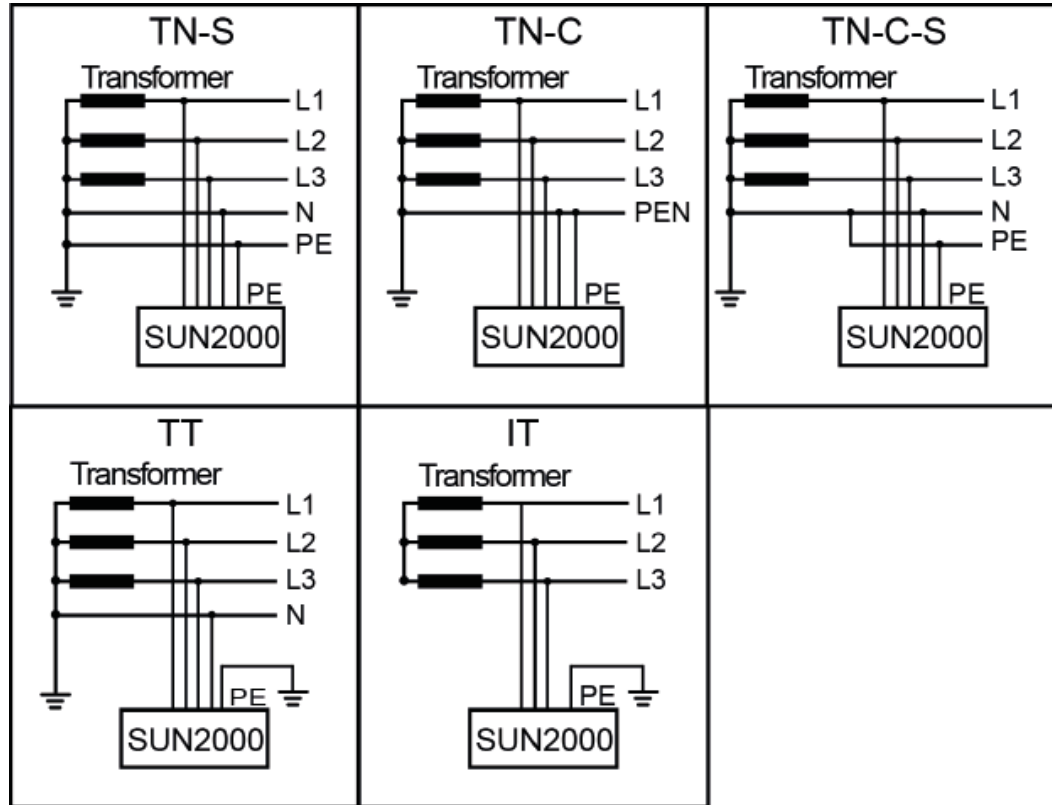 TN-S
Transformer
L1
L2
L3
N
PE
PE
SUN2000
TN-C
Transformer
L1
L2
L3
PEN
PE
SUN2000
TN-C-S
Transformer
L1
L2
L3
N
PE
PE
SUN2000
TT
Transformer
L1
L2
L3
N
PE
SUN2000
IT
Transformer
L1
L2
L3
PE
SUN2000